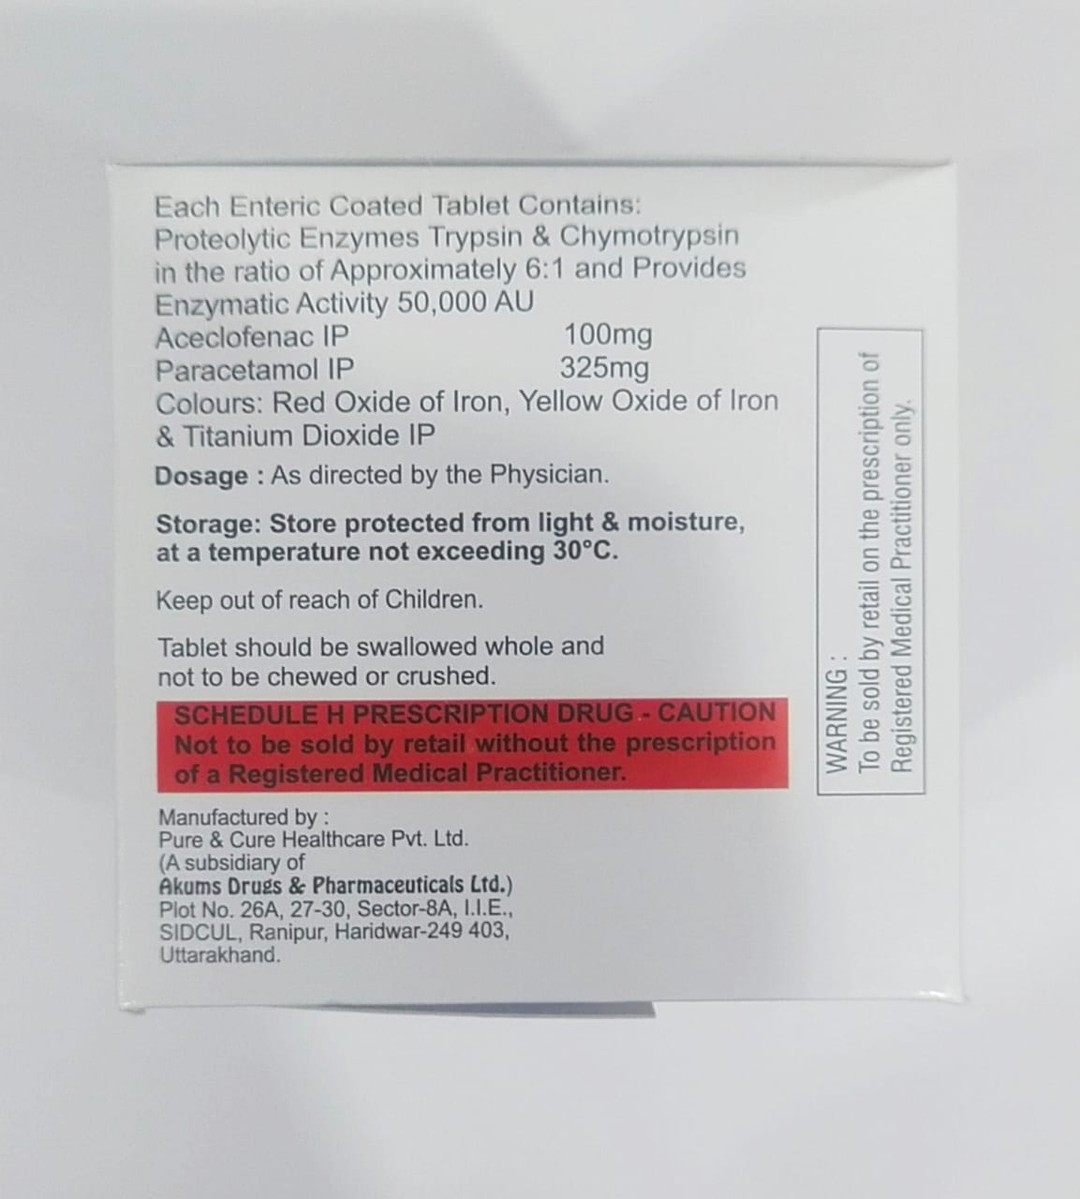 Each Enteric Coated Tablet Contains:
Proteolytic Enzymes Trypsin & Chymotrypsin
in the ratio of Approximately 6:1 and Provides
Enzymatic Activity 50,000 AU
Aceclofenac IP 100mg
Paracetamol IP 325mg
Colours: Red Oxide of Iron, Yellow Oxide of Iron
& Titanium Dioxide IP
Dosage : As directed by the Physician.
Storage: Store protected from light & moisture,
at a temperature not exceeding 30°C.
Keep out of reach of Children.
Tablet should be swallowed whole and
not to be chewed or crushed.
SCHEDULE H PRESCRIPTION DRUG - CAUTION
Not to be sold by retail without the prescription
of a Registered Medical Practitioner.
Manufactured by :
Pure & Cure Healthcare Pvt. Ltd.
(A subsidiary of
Akums Drugs & Pharmaceuticals Ltd.)
Plot No. 26A, 27-30, Sector-8A, I.I.E.,
SIDCUL, Ranipur, Haridwar-249 403,
Uttarakhand.
WARNING :
To be sold by retail on the prescription of
Registered Medical Practitioner only.